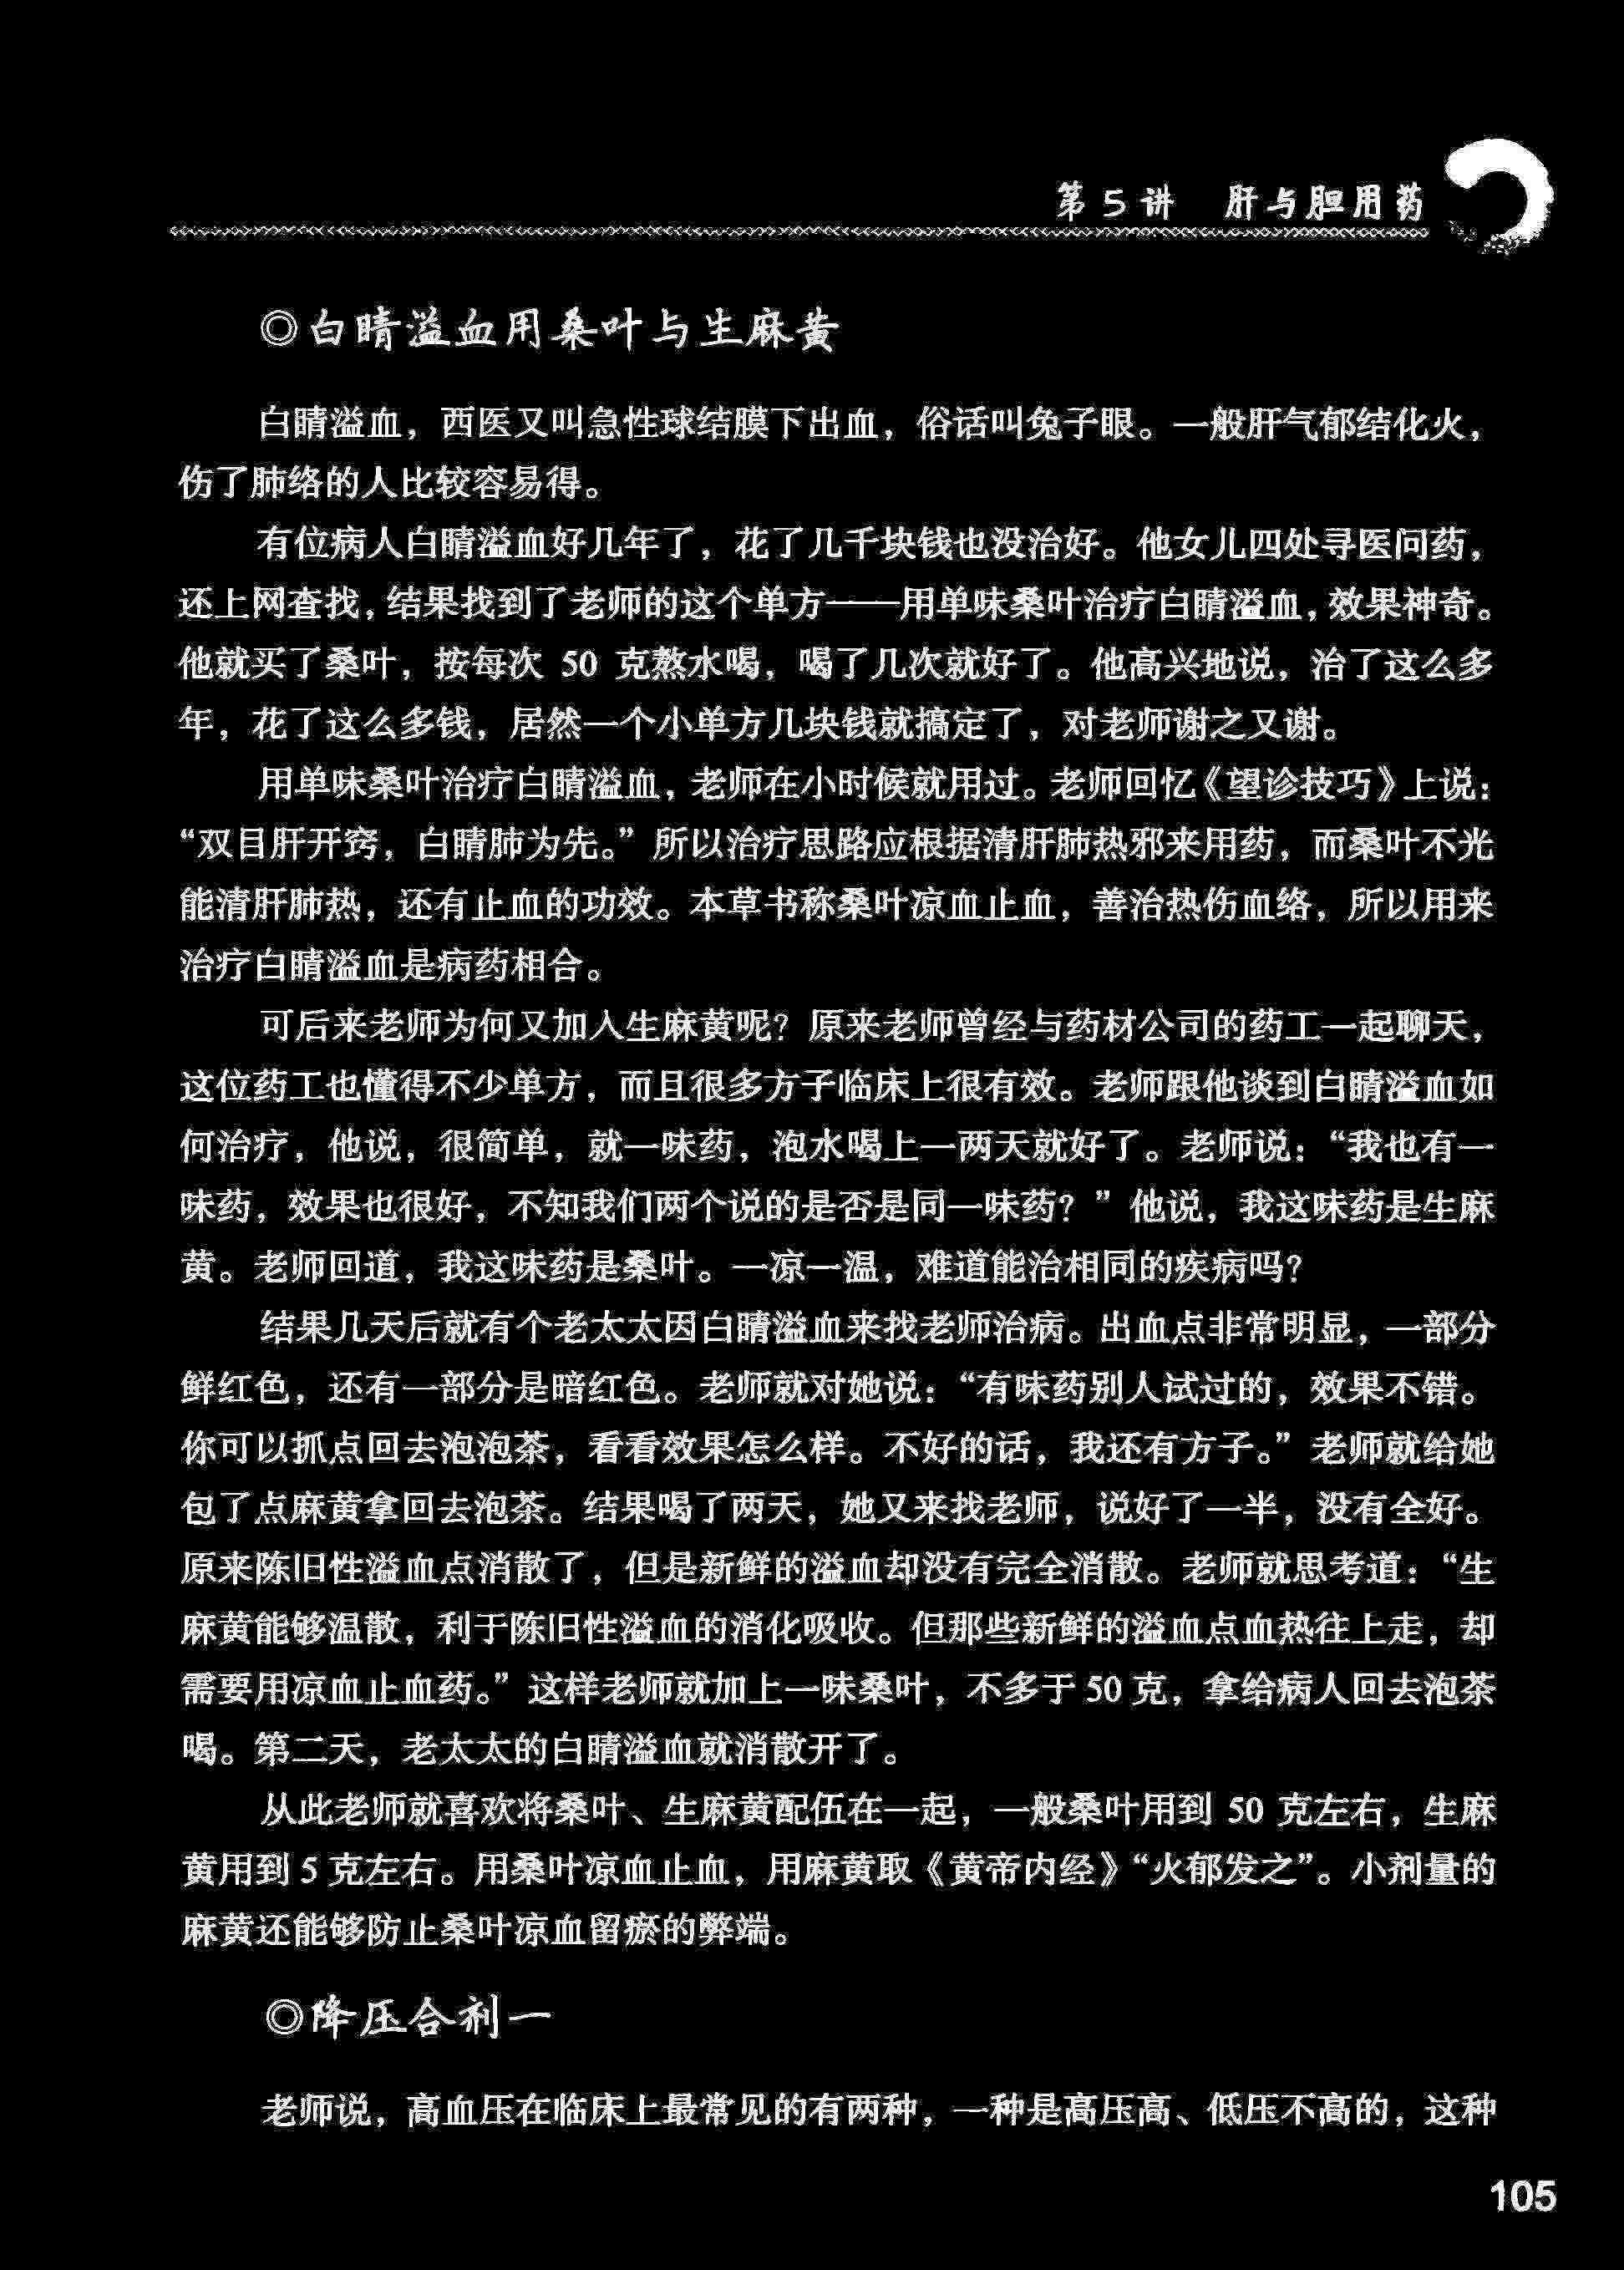 第5讲 肝与胆用药
◎白睛溢血用桑叶与生麻黄
白睛溢血，西医又叫急性球结膜下出血，俗话叫兔子眼。一般肝气郁结化火，
伤了肺络的人比较容易得。
有位病人白睛溢血好几年了，花了几千块钱也没治好。他女儿四处寻医问药，
还上网查找，结果找到了老师的这个单方——用单味桑叶治疗白睛溢血，效果神奇。
他就买了桑叶，按每次 50 克熬水喝，喝了几次就好了。他高兴地说，治了这么多
年，花了这么多钱，居然一个小单方几块钱就搞定了，对老师谢之又谢。
用单味桑叶治疗白睛溢血，老师在小时候就用过。老师回忆《望诊技巧》上说：
“双目肝开窍，白睛肺为先。”所以治疗思路应根据清肝肺热邪来用药，而桑叶不光
能清肝肺热，还有止血的功效。本草书称桑叶凉血止血，善治热伤血络，所以用来
治疗白睛溢血是病药相合。
可后来老师为何又加入生麻黄呢？原来老师曾经与药材公司的药工一起聊天，
这位药工也懂得不少单方，而且很多方子临床上很有效。老师跟他谈到白睛溢血如
何治疗，他说，很简单，就一味药，泡水喝上一两天就好了。老师说：“我也有一
味药，效果也很好，不知我们两个说的是否是同一味药？”他说，我这味药是生麻
黄。老师回道，我这味药是桑叶。一凉一温，难道能治相同的疾病吗？
结果几天后就有个老太太因白睛溢血来找老师治病。出血点非常明显，一部分
鲜红色，还有一部分是暗红色。老师就对她说：“有味药别人试过的，效果不错。
你可以抓点回去泡泡茶，看看效果怎么样。不好的话，我还有方子。”老师就给她
包了点麻黄拿回去泡茶。结果喝了两天，她又来找老师，说好了一半，没有全好。
原来陈旧性溢血点消散了，但是新鲜的溢血却没有完全消散。老师就思考道：“生
麻黄能够温散，利于陈旧性溢血的消化吸收。但那些新鲜的溢血点血热往上走，却
需要用凉血止血药。”这样老师就加上一味桑叶，不多于 50 克，拿给病人回去泡茶
喝。第二天，老太太的白睛溢血就消散开了。
从此老师就喜欢将桑叶、生麻黄配伍在一起，一般桑叶用到 50 克左右，生麻
黄用到 5 克左右。用桑叶凉血止血，用麻黄取《黄帝内经》“火郁发之”。小剂量的
麻黄还能够防止桑叶凉血留瘀的弊端。
◎降压合剂一
老师说，高血压在临床上最常见的有两种，一种是高压高、低压不高的，这种
105